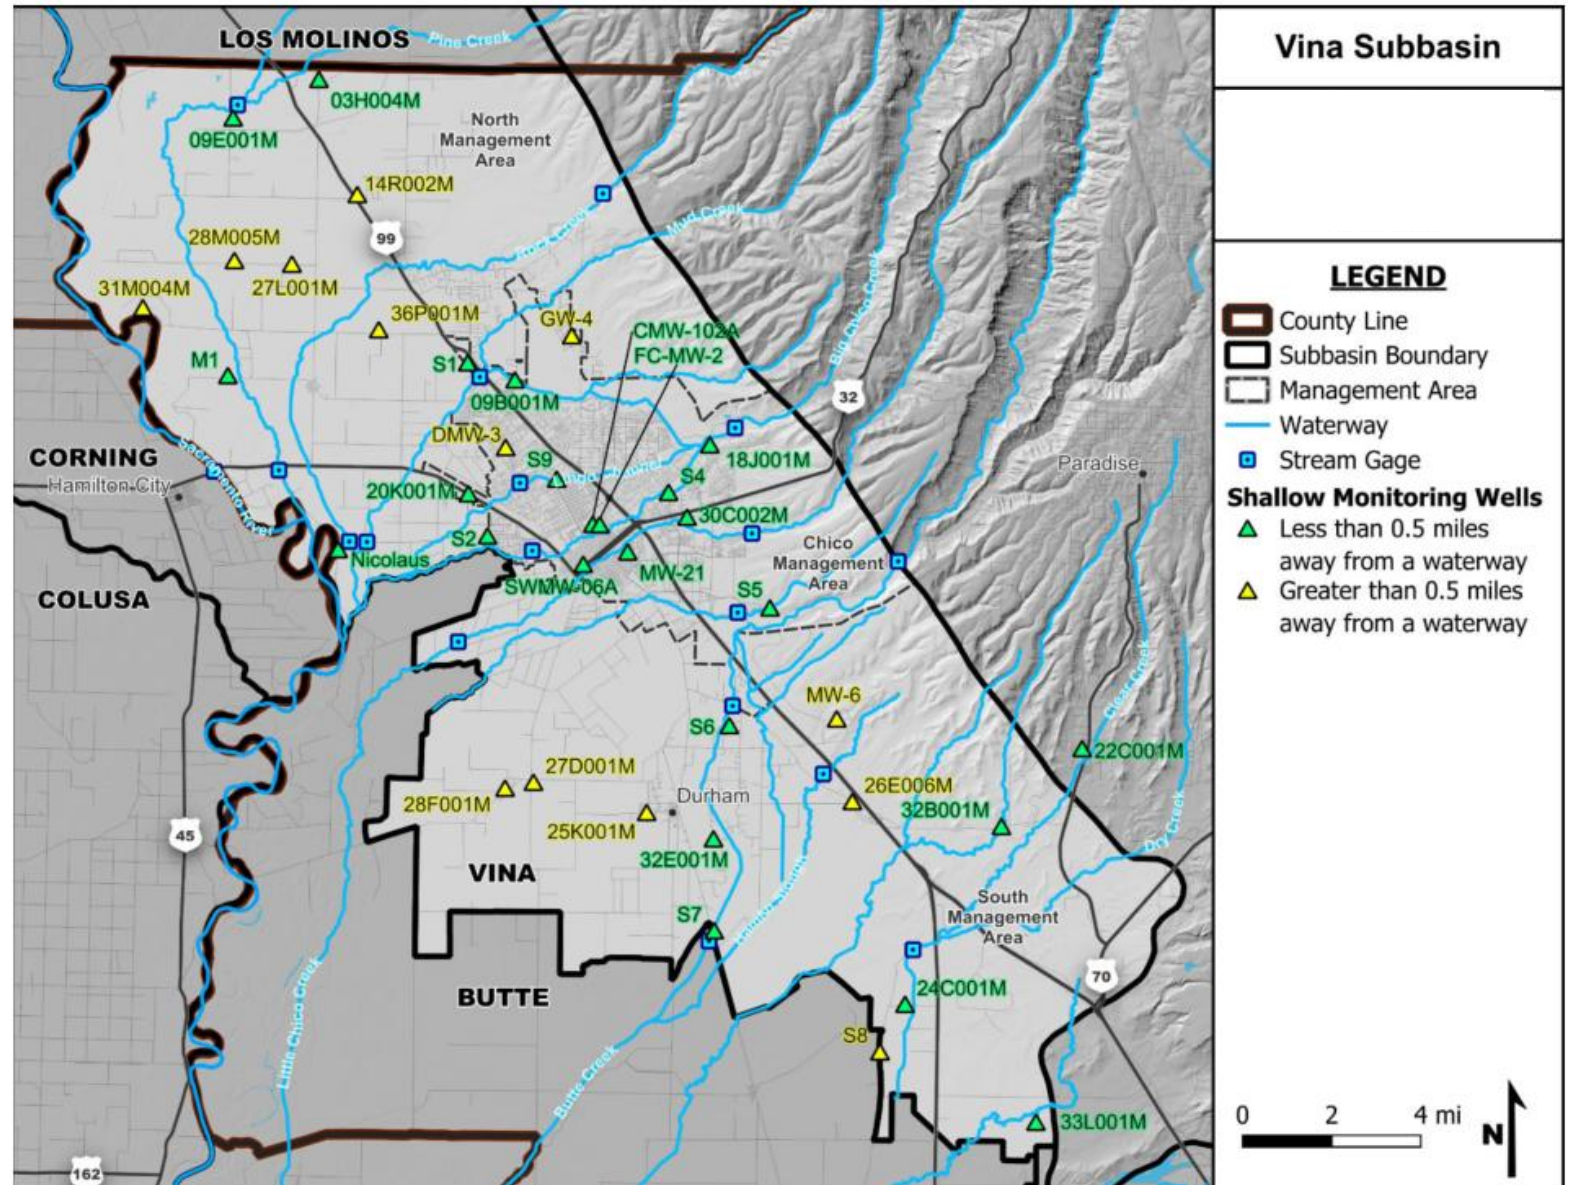 Vina Subbasin
LEGEND
County Line
Subbasin Boundary
Management Area
Waterway
Stream Gage
Shallow Monitoring Wells
Less than 0.5 miles
away from a waterway
Greater than 0.5 miles
away from a waterway
0 2 4 mi
N
LOS MOLINOS
Pine Creek
03H004M
09E001M
North
Management
Area
14R002M
99
Rock Creek
Mud Creek
28M005M
27L001M
31M004M
36P001M
GW-4
CMW-102A
FC-MW-2
Big Chico Creek
M1
S1
09B001M
32
DMW-3
S9
18J001M
CORNING
Hamilton City
Sacramento River
20K001M
S4
30C002M
Paradise
S2
Nicolaus
Chico
Management
Area
MW-21
SWMW-06A
S5
COLUSA
Clear Creek
MW-6
S6
22C001M
27D001M
28F001M
26E006M
32B001M
Durham
25K001M
45
32E001M
Dry Creek
VINA
S7
South
Management
Area
BUTTE
70
24C001M
Little Chico Creek
S8
Butte Creek
33L001M
162